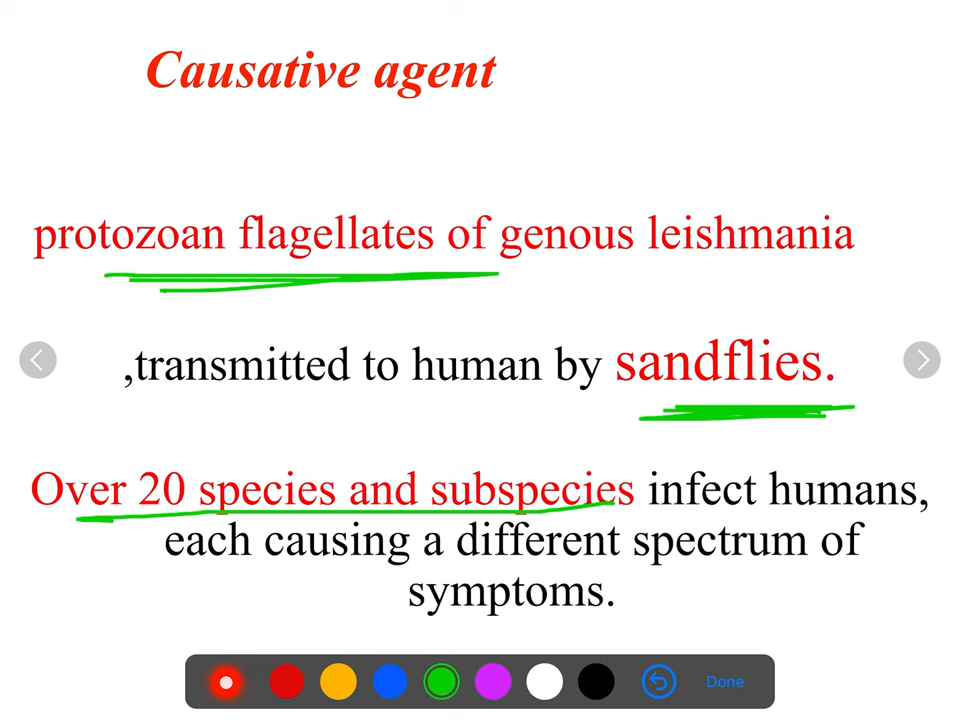 Causative agent
protozoan flagellates of genous leishmania
,transmitted to human by sandflies.
Over 20 species and subspecies infect humans,
each causing a different spectrum of
symptoms.
Done